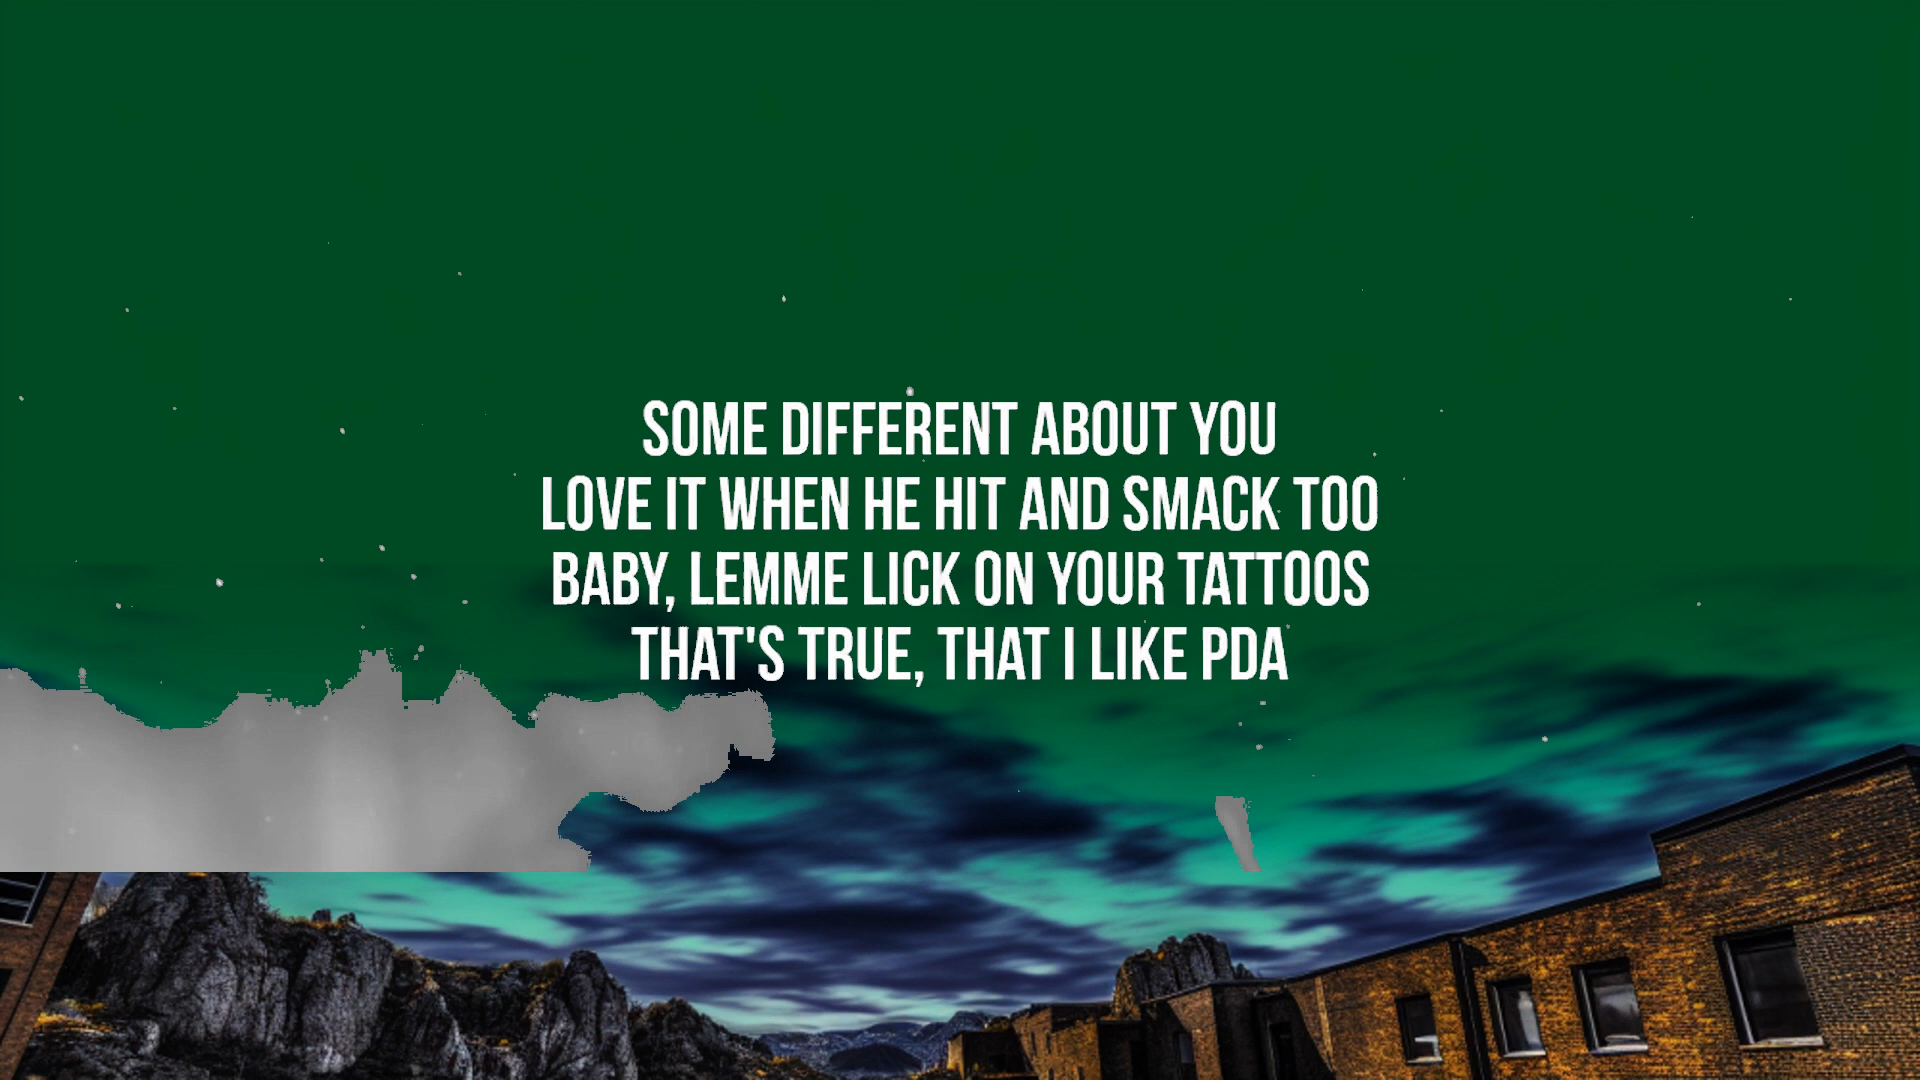 SOME DIFFERENT ABOUT YOU
LOVE IT WHEN HE HIT AND SMACK TOO
BABY, LEMME LICK ON YOUR TATTOOS
THAT'S TRUE, THAT I LIKE PDA